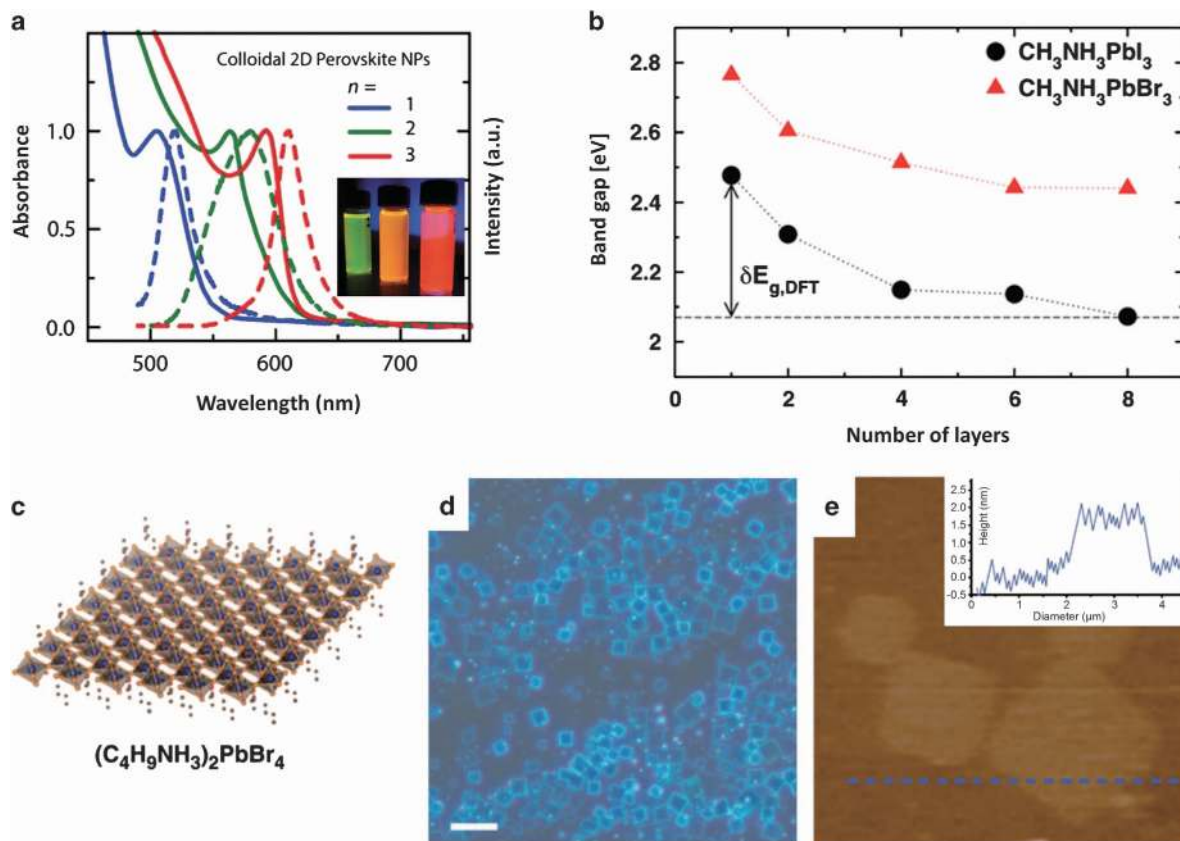 a
Colloidal 2D Perovskite NPs
n =
1
2
3
1.0
0.5
0.0
500
600
700
Absorbance
Intensity (a.u.)
Wavelength (nm)
b
CH₃NH₃PbI₃
CH₃NH₃PbBr₃
2.8
2.6
2.4
2.2
2
δE_g,DFT
Band gap [eV]
0
2
4
6
8
Number of layers
c
(C₄H₉NH₃)₂PbBr₄
d
e
2.5
2.0
1.5
1.0
0.5
0.0
-0.5
Height (nm)
0
1
2
3
4
Diameter (µm)